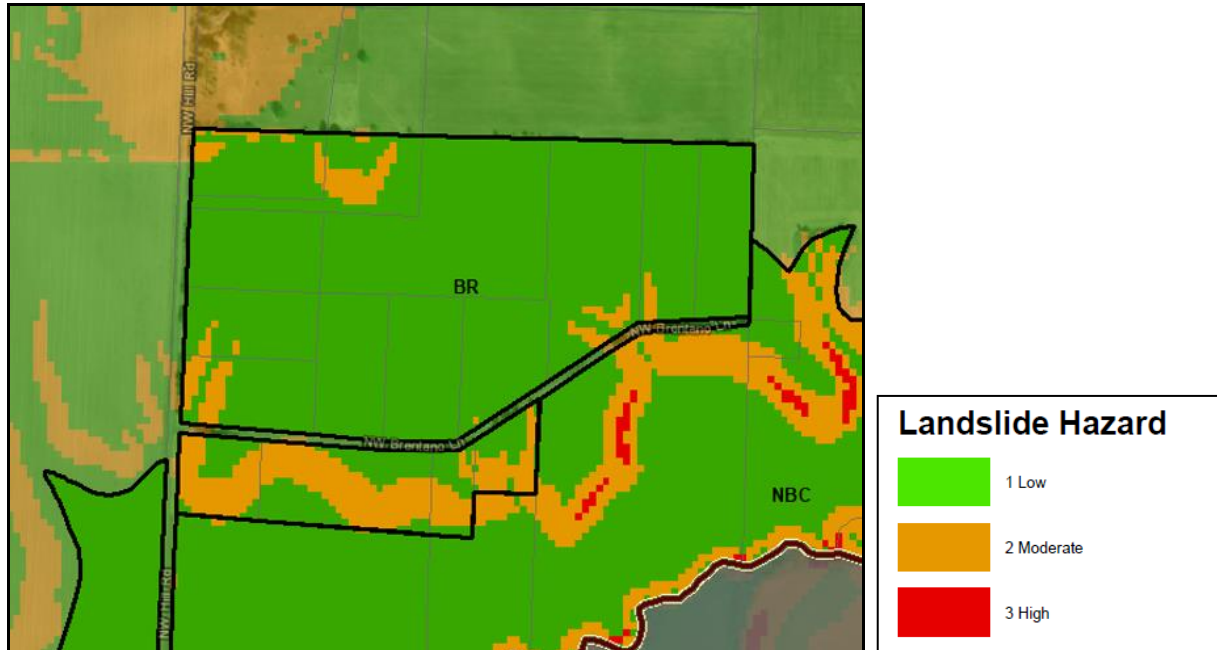 NW Hill Rd
BR
NW Brentano Ln
NW Brentano Ln
NBC
NW Hill Rd
Landslide Hazard
1 Low
2 Moderate
3 High